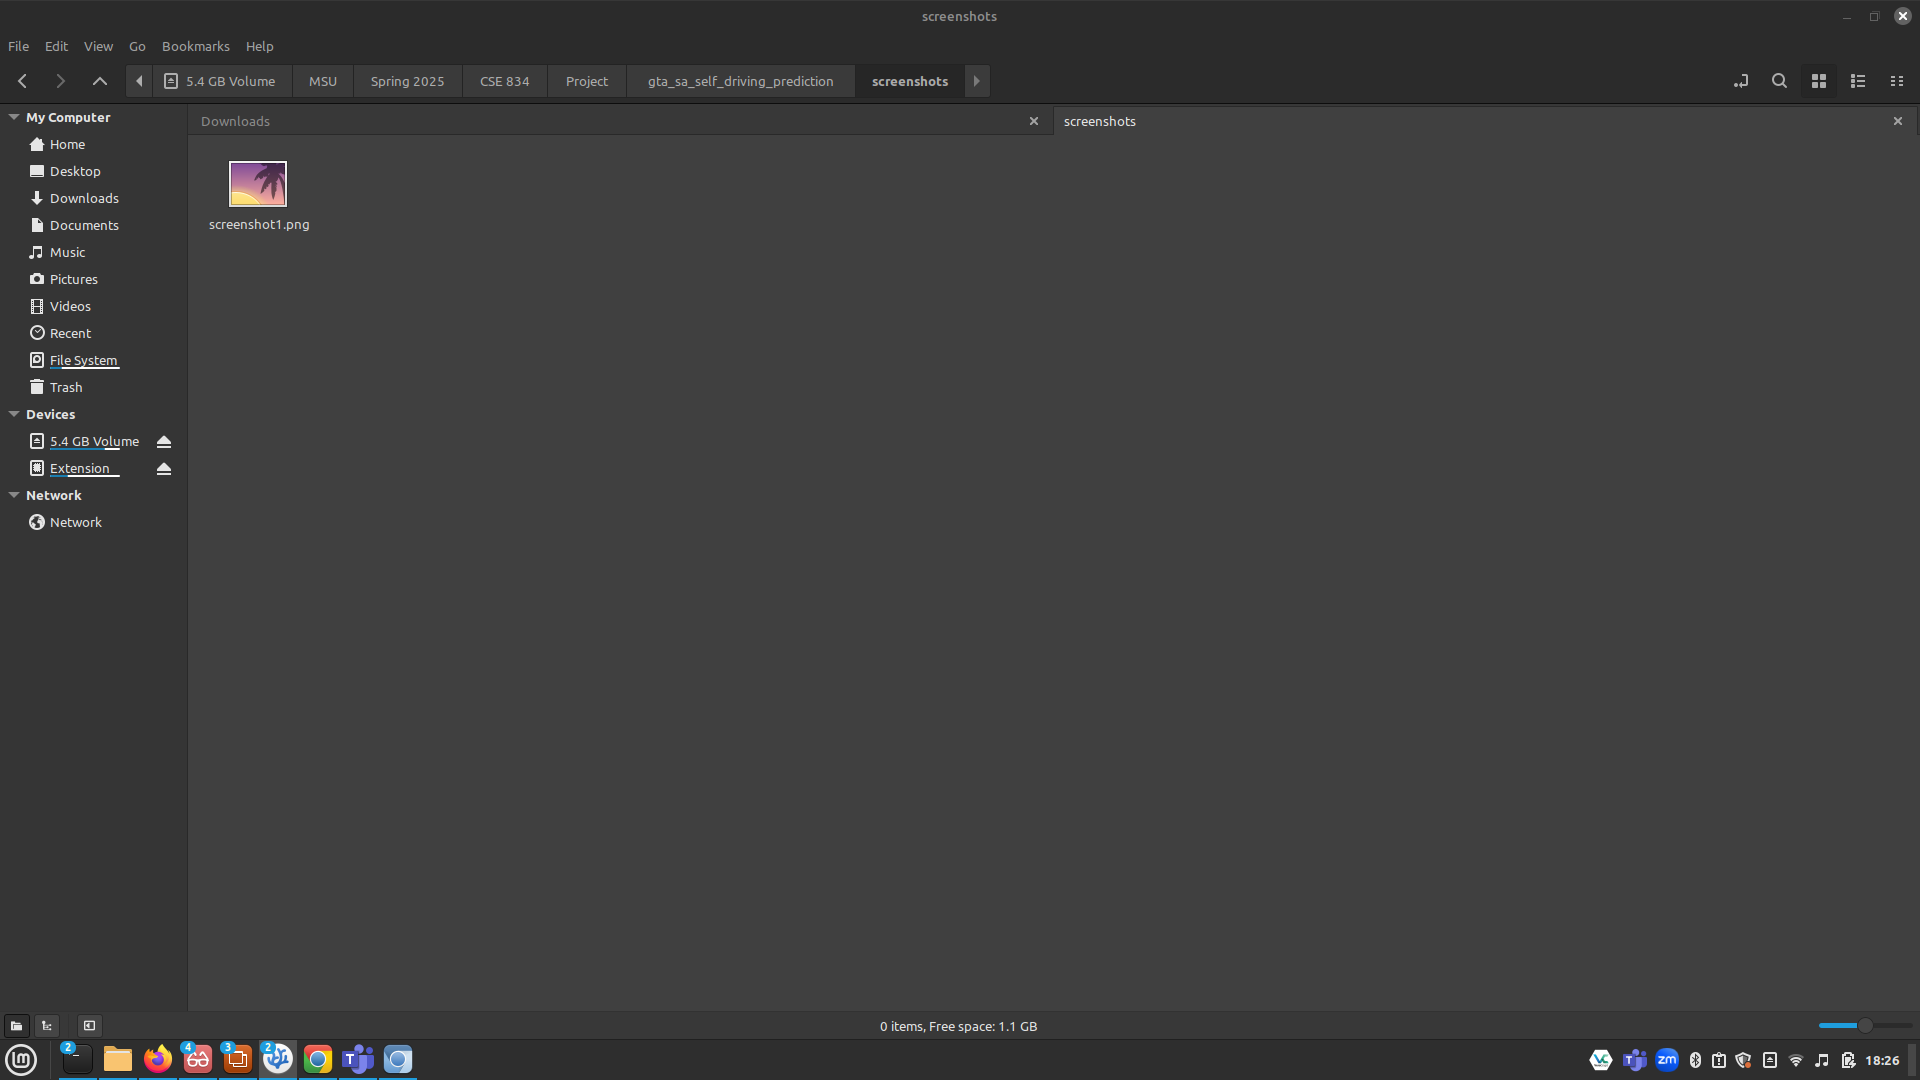 screenshots
File Edit View Go Bookmarks Help
5.4 GB Volume MSU Spring 2025 CSE 834 Project gta_sa_self_driving_prediction screenshots
My Computer
Home
Desktop
Downloads
Documents
Music
Pictures
Videos
Recent
File System
Trash
Devices
5.4 GB Volume
Extension
Network
Network
Downloads screenshots
screenshot1.png
0 items, Free space: 1.1 GB
2 4 3 2 T VC T zm 18:26